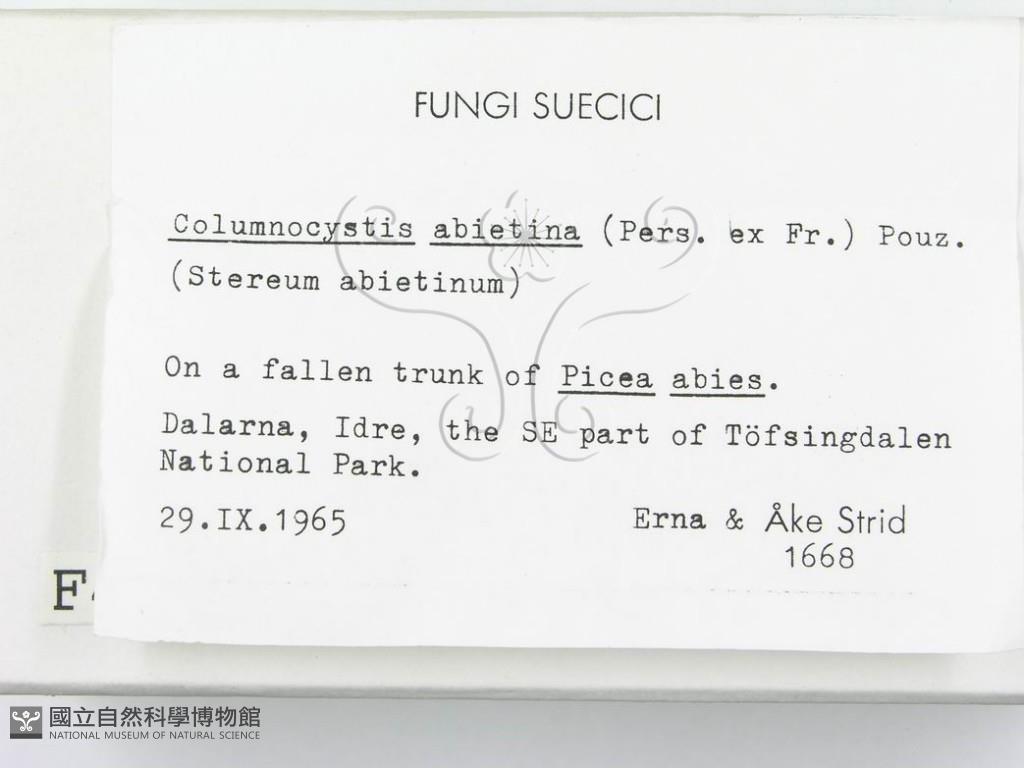 FUNGI SUECICI
Columnocystis abietina (Pers. ex Fr.) Pouz.
(Stereum abietinum)
On a fallen trunk of Picea abies.
Dalarna, Idre, the SE part of Töfsingdalen
National Park.
29.IX.1965
Erna & Åke Strid
1668
F
國立自然科學博物館
NATIONAL MUSEUM OF NATURAL SCIENCE